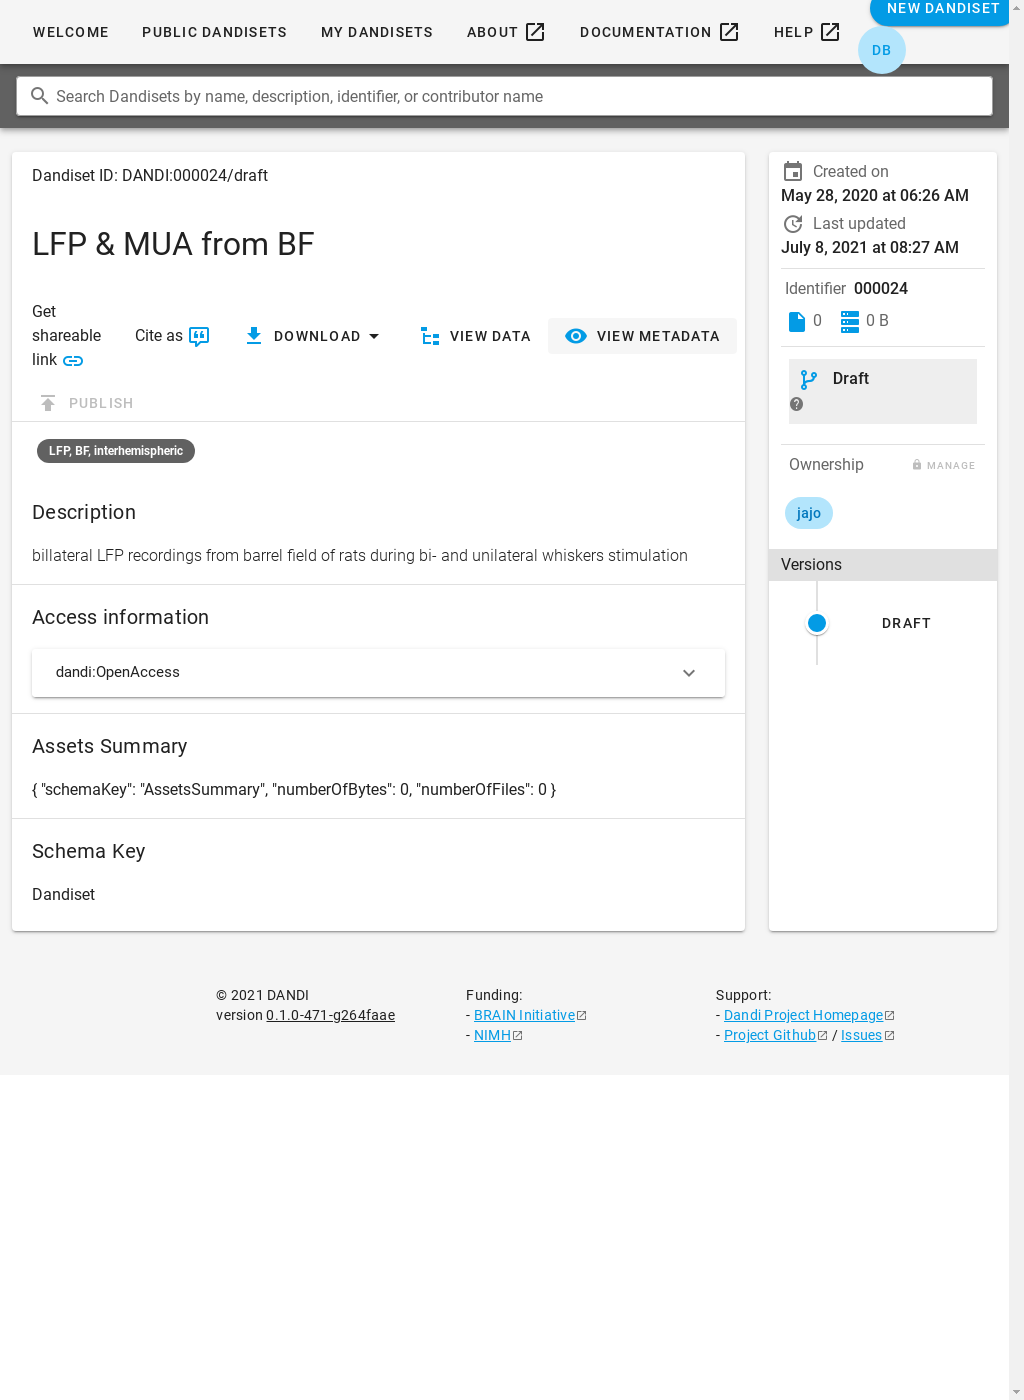 WELCOME
PUBLIC DANDISETS
MY DANDISETS
ABOUT
DOCUMENTATION
HELP
NEW DANDISET
DB
Search Dandisets by name, description, identifier, or contributor name
Dandiset ID: DANDI:000024/draft
LFP & MUA from BF
Get
shareable
link
Cite as
DOWNLOAD
VIEW DATA
VIEW METADATA
PUBLISH
LFP, BF, interhemispheric
Description
billateral LFP recordings from barrel field of rats during bi- and unilateral whiskers stimulation
Access information
dandi:OpenAccess
Assets Summary
{ "schemaKey": "AssetsSummary", "numberOfBytes": 0, "numberOfFiles": 0 }
Schema Key
Dandiset
Created on
May 28, 2020 at 06:26 AM
Last updated
July 8, 2021 at 08:27 AM
Identifier 000024
0 0 B
Draft
Ownership
MANAGE
jajo
Versions
DRAFT
© 2021 DANDI
version 0.1.0-471-g264faae
Funding:
- BRAIN Initiative
- NIMH
Support:
- Dandi Project Homepage
- Project Github / Issues